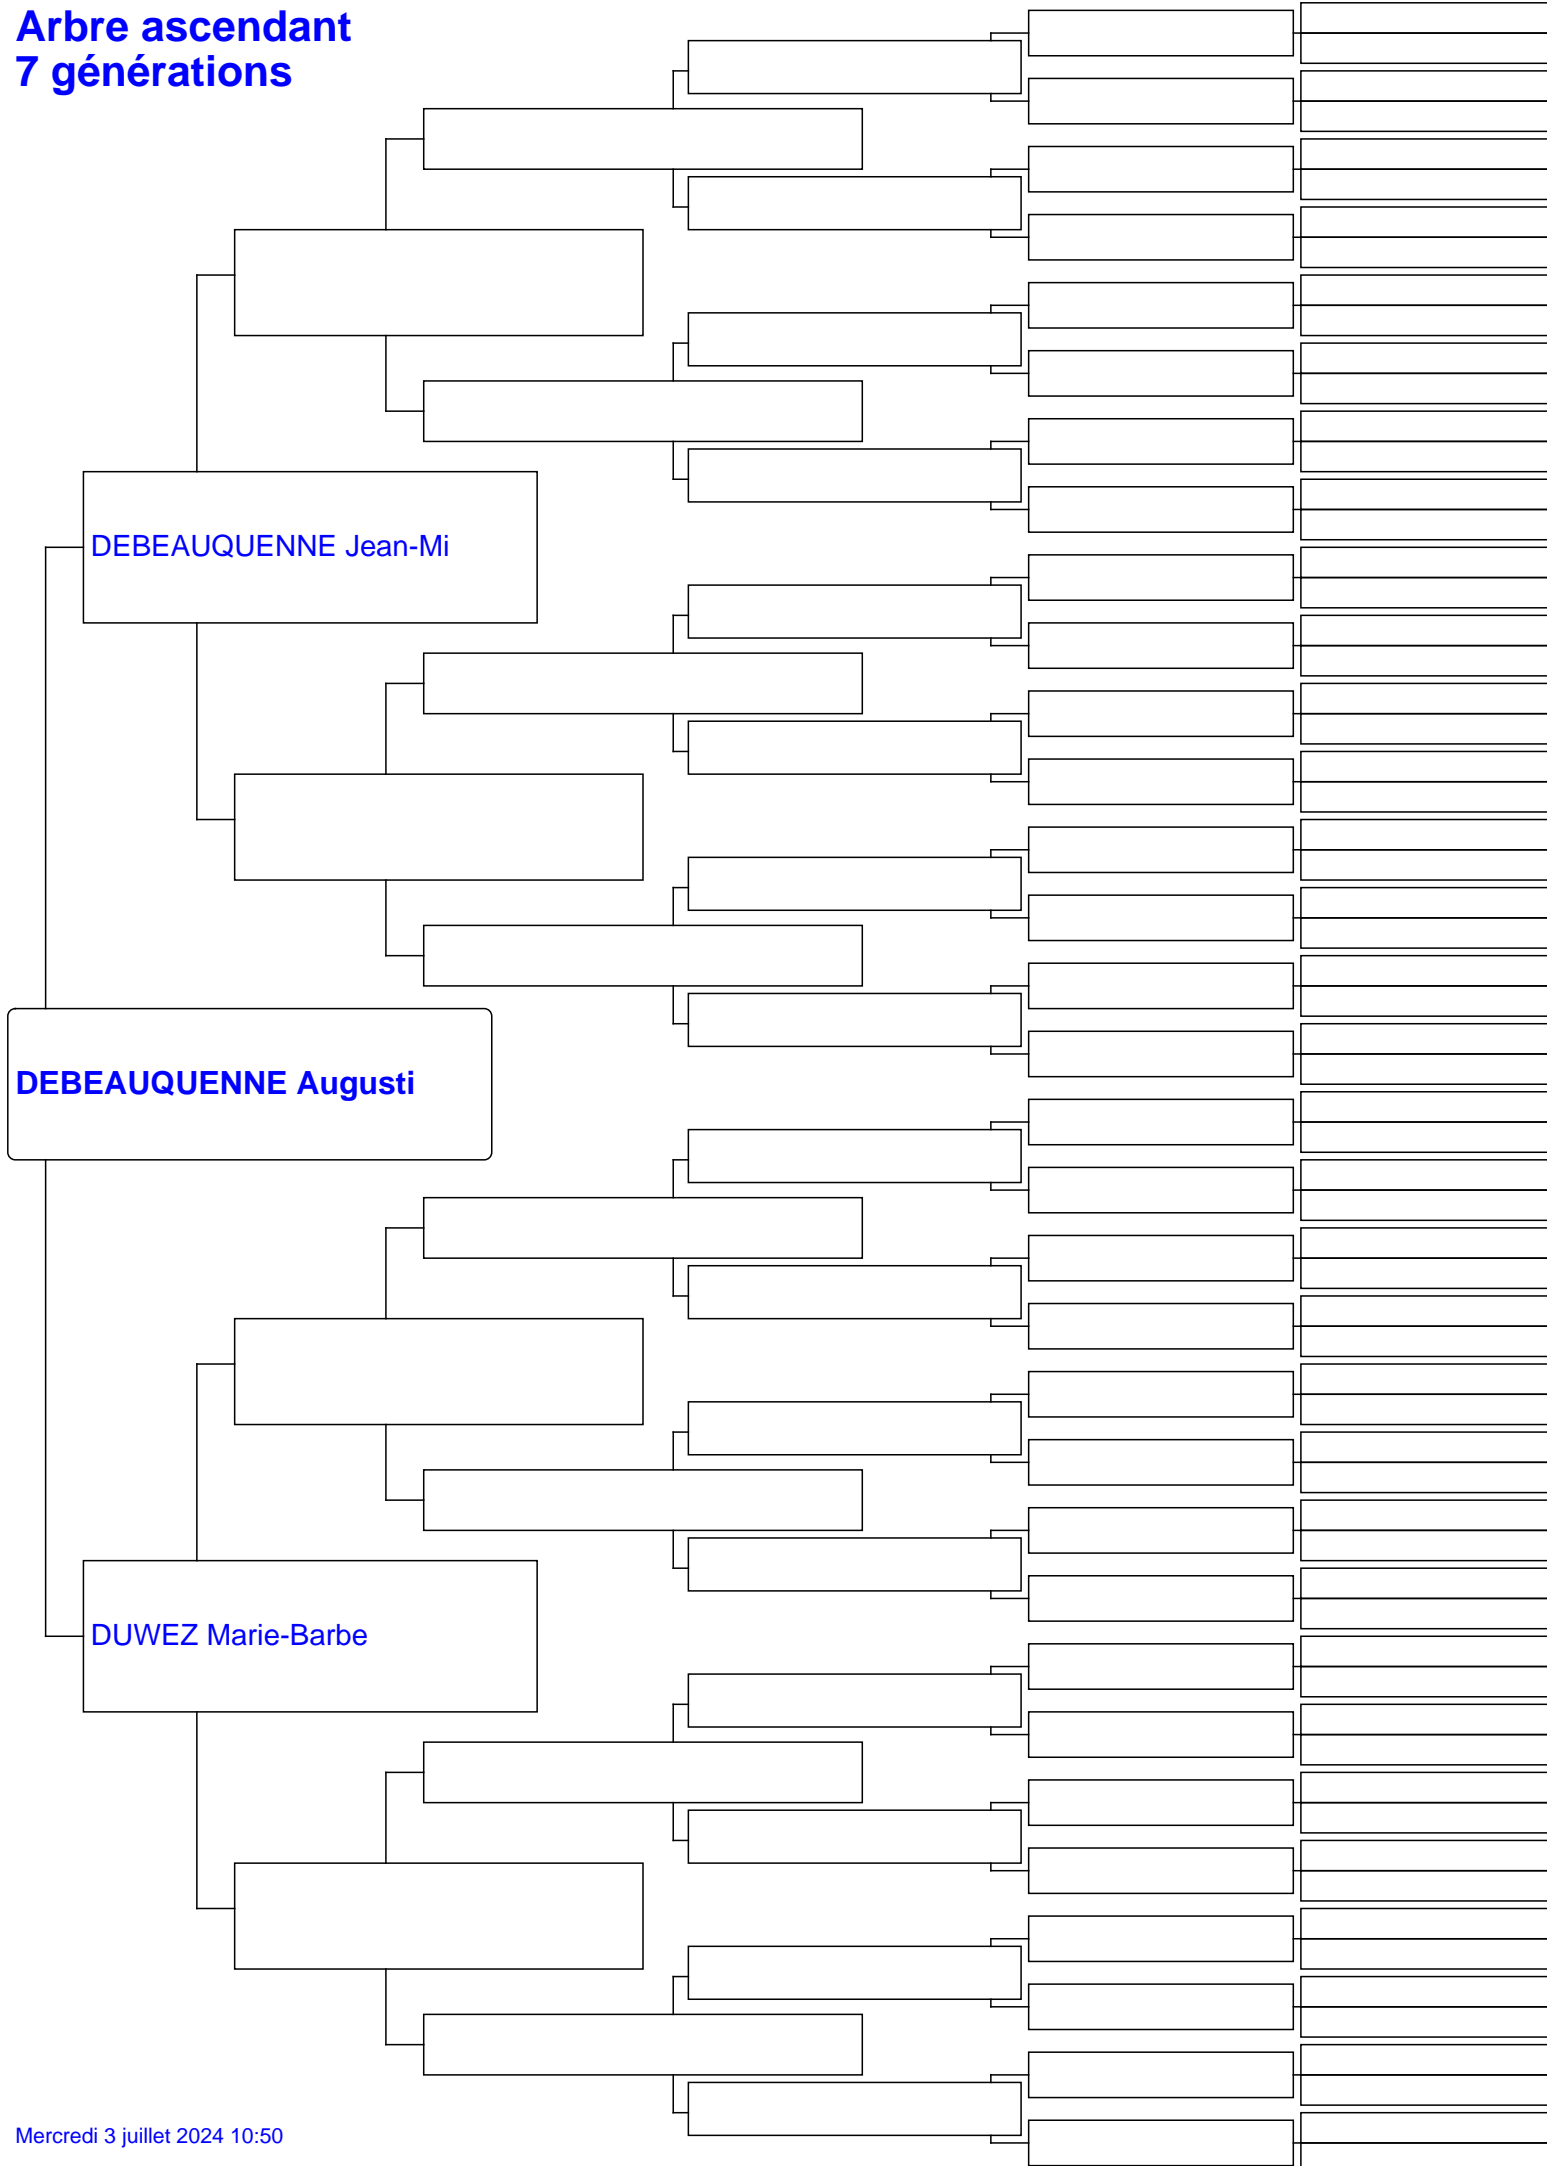 Arbre ascendant
7 générations
DEBEAUQUENNE Jean-Mi
DEBEAUQUENNE Augusti
DUWEZ Marie-Barbe
Mercredi 3 juillet 2024 10:50